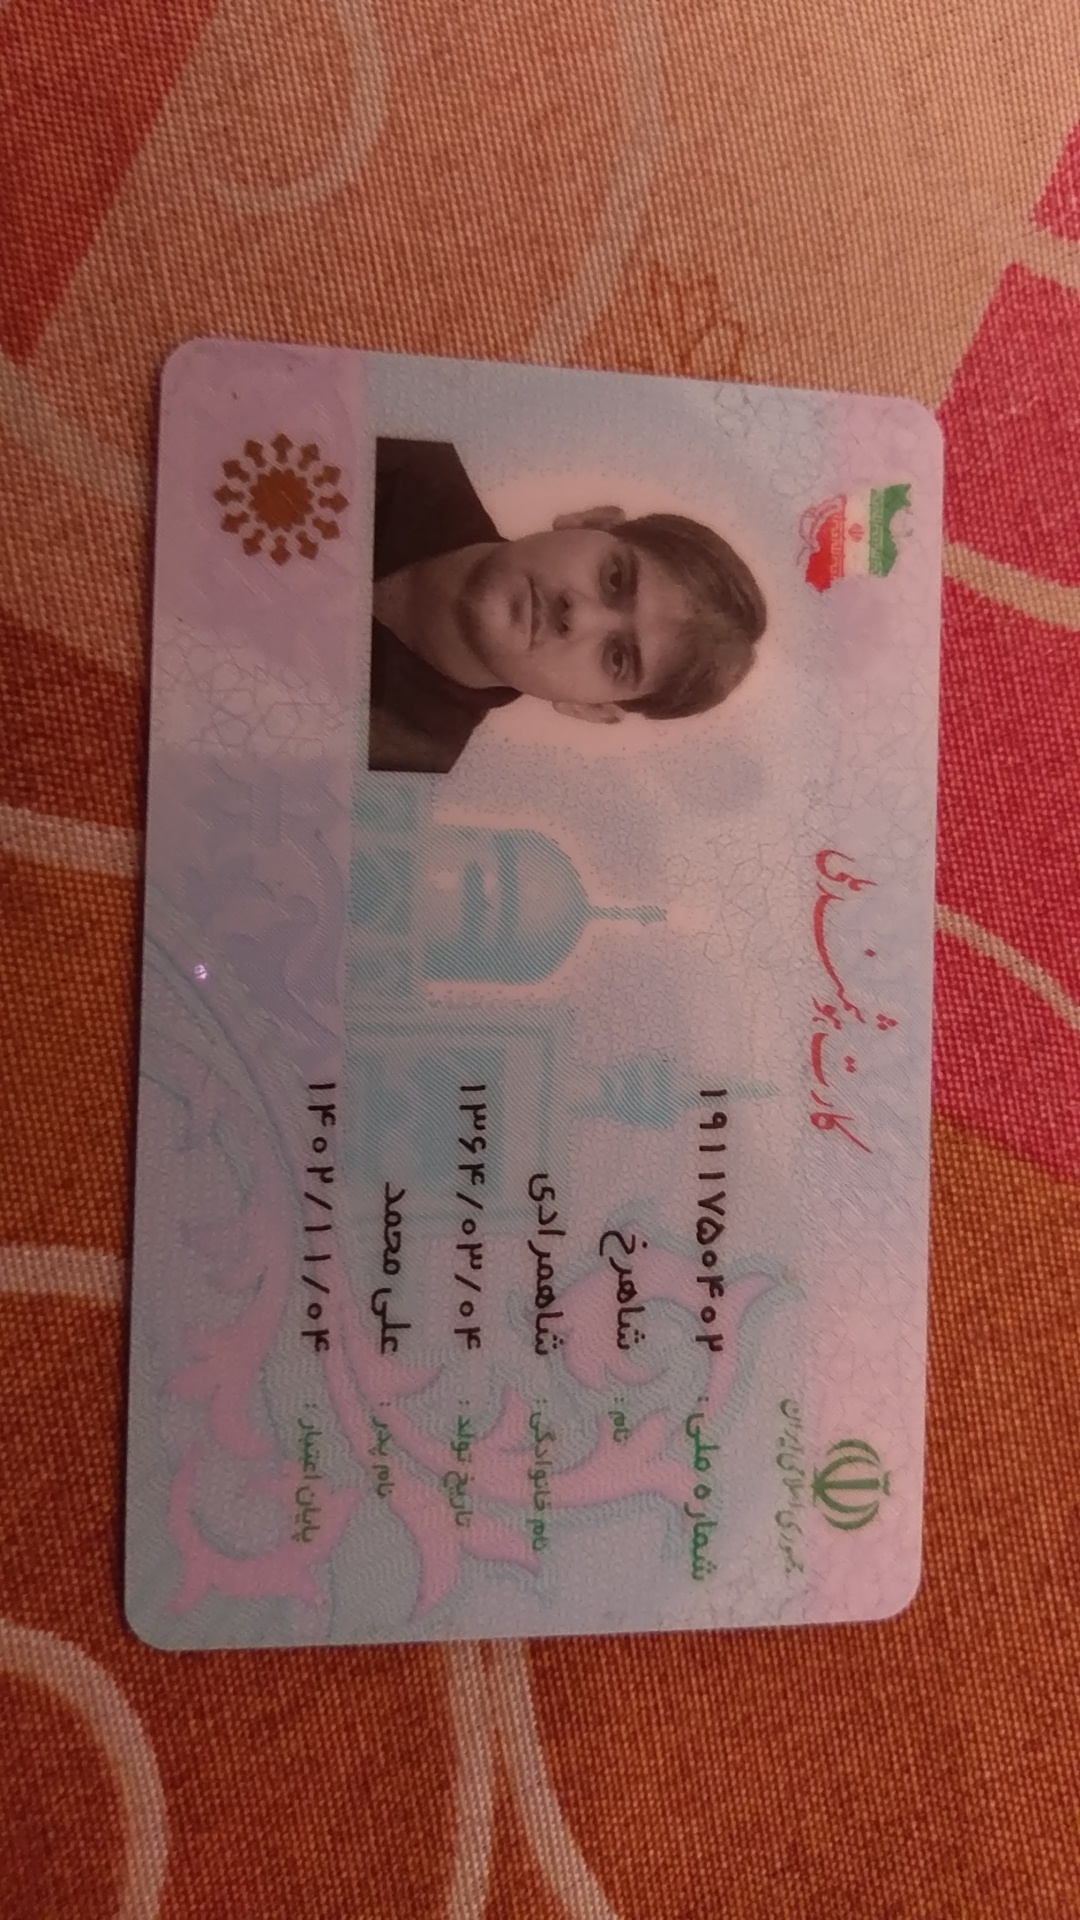 جمهوری اسلامی ایران
کارت هوشمند ملی
شماره ملی: ۱۹۱۱۷۵۰۴۰۲
نام: شاهرخ
نام خانوادگی: شاهمرادی
تاریخ تولد: ۱۳۶۴/۰۳/۰۴
نام پدر: علی محمد
پایان اعتبار: ۱۴۰۲/۱۱/۰۴